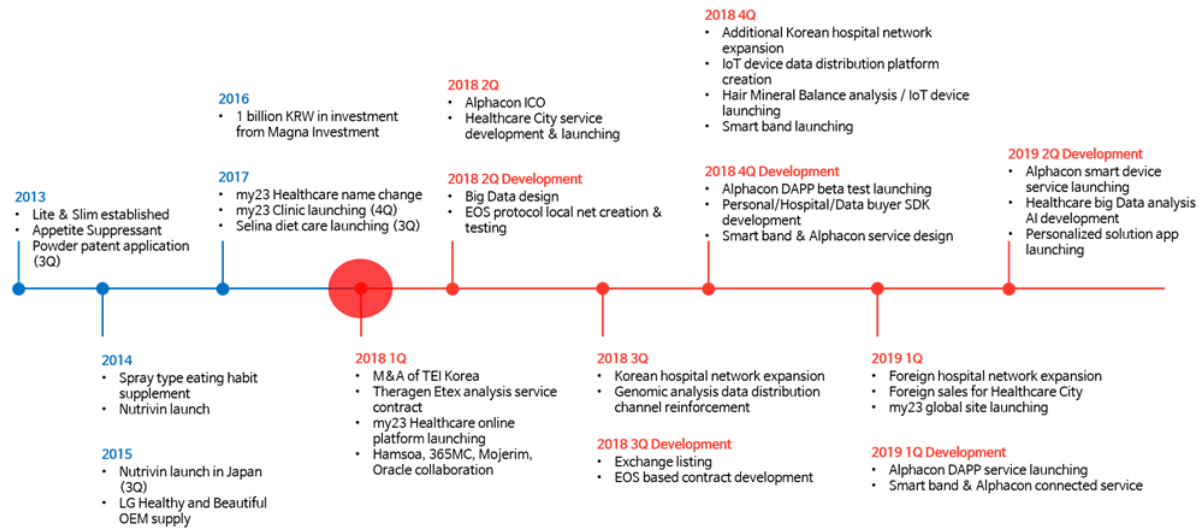 2013
• Lite & Slim established
• Appetite Suppressant
• Powder patent application
(3Q)
2014
• Spray type eating habit
supplement
• Nutrivin launch
2015
• Nutrivin launch in Japan
(3Q)
• LG Healthy and Beautiful
OEM supply
2016
• 1 billion KRW in investment
from Magna Investment
2017
• my23 Healthcare name change
• my23 Clinic launching (4Q)
• Selina diet care launching (3Q)
2018 1Q
• M&A of TEI Korea
• Theragen Etex analysis service
contract
• my23 Healthcare online
platform launching
• Hamsoa, 365MC, Mojerim,
Oracle collaboration
2018 2Q
• Alphacon ICO
• Healthcare City service
development & launching
2018 2Q Development
• Big Data design
• EOS protocol local net creation &
testing
2018 3Q
• Korean hospital network expansion
• Genomic analysis data distribution
channel reinforcement
2018 3Q Development
• Exchange listing
• EOS based contract development
2018 4Q
• Additional Korean hospital network
expansion
• IoT device data distribution platform
creation
• Hair Mineral Balance analysis / IoT device
launching
• Smart band launching
2018 4Q Development
• Alphacon DAPP beta test launching
• Personal/Hospital/Data buyer SDK
development
• Smart band & Alphacon service design
2019 1Q
• Foreign hospital network expansion
• Foreign sales for Healthcare City
• my23 global site launching
2019 1Q Development
• Alphacon DAPP service launching
• Smart band & Alphacon connected service
2019 2Q Development
• Alphacon smart device
service launching
• Healthcare big Data analysis
AI development
• Personalized solution app
launching